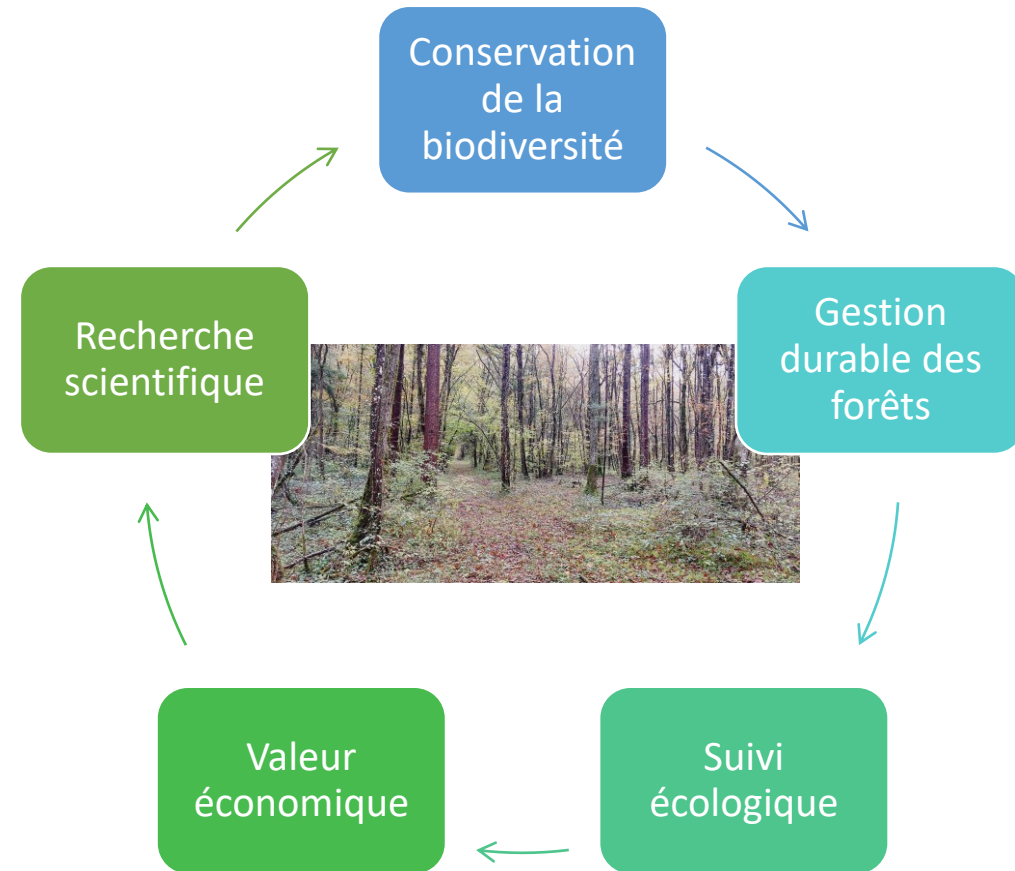 Conservation
de la
biodiversité
Gestion
durable des
forêts
Suivi
écologique
Valeur
économique
Recherche
scientifique